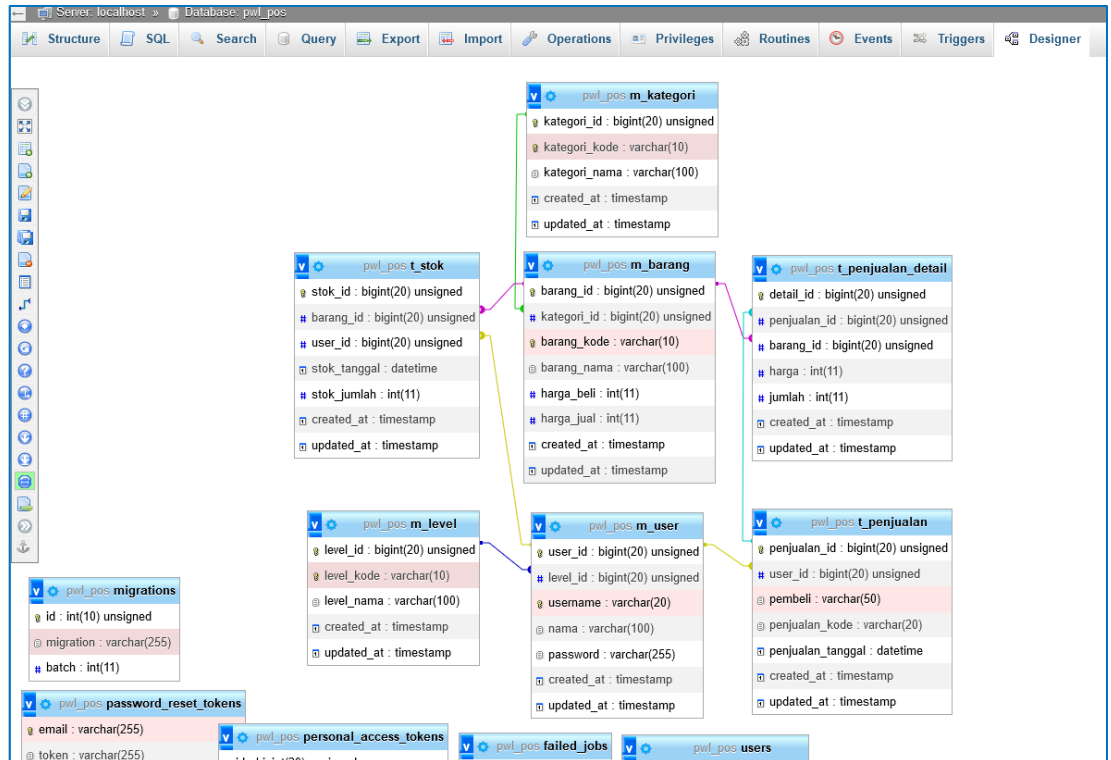 Server: localhost » Database: pwl_pos
Structure SQL Search Query Export Import Operations Privileges Routines Events Triggers Designer
pwl_pos m_kategori
kategori_id : bigint(20) unsigned
kategori_kode : varchar(10)
kategori_nama : varchar(100)
created_at : timestamp
updated_at : timestamp
pwl_pos t_stok
stok_id : bigint(20) unsigned
barang_id : bigint(20) unsigned
user_id : bigint(20) unsigned
stok_tanggal : datetime
stok_jumlah : int(11)
created_at : timestamp
updated_at : timestamp
pwl_pos m_barang
barang_id : bigint(20) unsigned
kategori_id : bigint(20) unsigned
barang_kode : varchar(10)
barang_nama : varchar(100)
harga_beli : int(11)
harga_jual : int(11)
created_at : timestamp
updated_at : timestamp
pwl_pos t_penjualan_detail
detail_id : bigint(20) unsigned
penjualan_id : bigint(20) unsigned
barang_id : bigint(20) unsigned
harga : int(11)
jumlah : int(11)
created_at : timestamp
updated_at : timestamp
pwl_pos m_level
level_id : bigint(20) unsigned
level_kode : varchar(10)
level_nama : varchar(100)
created_at : timestamp
updated_at : timestamp
pwl_pos m_user
user_id : bigint(20) unsigned
level_id : bigint(20) unsigned
username : varchar(20)
nama : varchar(100)
password : varchar(255)
created_at : timestamp
updated_at : timestamp
pwl_pos t_penjualan
penjualan_id : bigint(20) unsigned
user_id : bigint(20) unsigned
pembeli : varchar(50)
penjualan_kode : varchar(20)
penjualan_tanggal : datetime
created_at : timestamp
updated_at : timestamp
pwl_pos migrations
id : int(10) unsigned
migration : varchar(255)
batch : int(11)
pwl_pos password_reset_tokens
email : varchar(255)
token : varchar(255)
pwl_pos personal_access_tokens
pwl_pos failed_jobs
pwl_pos users